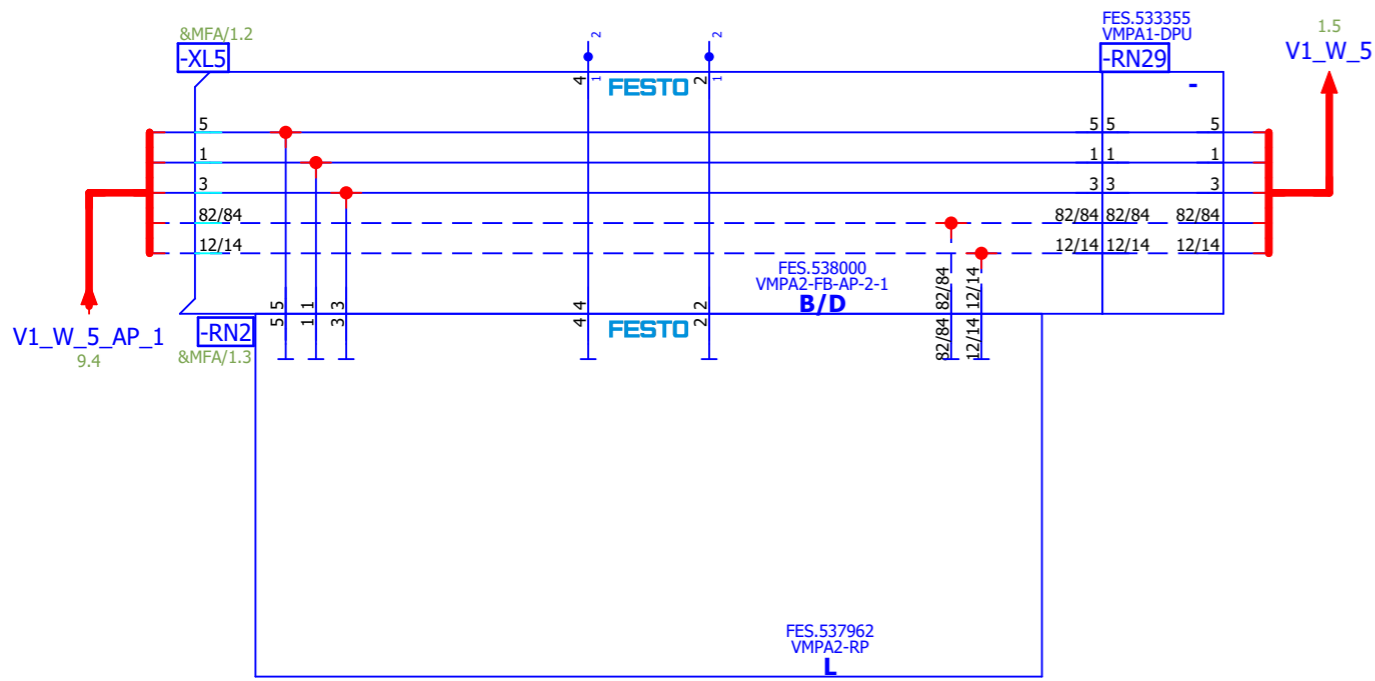 &MFA/1.2
-XL5
2
2
FES.533355
VMPA1-DPU
-RN29
1.5
V1_W_5
4
1
FESTO
2
1
-
5
5
5
5
1
1
1
1
3
3
3
3
82/84
82/84
82/84
82/84
12/14
12/14
12/14
12/14
FES.538000
VMPA2-FB-AP-2-1
B/D
5
1
3
4
2
82/84
12/14
V1_W_5_AP_1
9.4
-RN2
&MFA/1.3
5
1
3
4
FESTO
2
82/84
12/14
FES.537962
VMPA2-RP
L